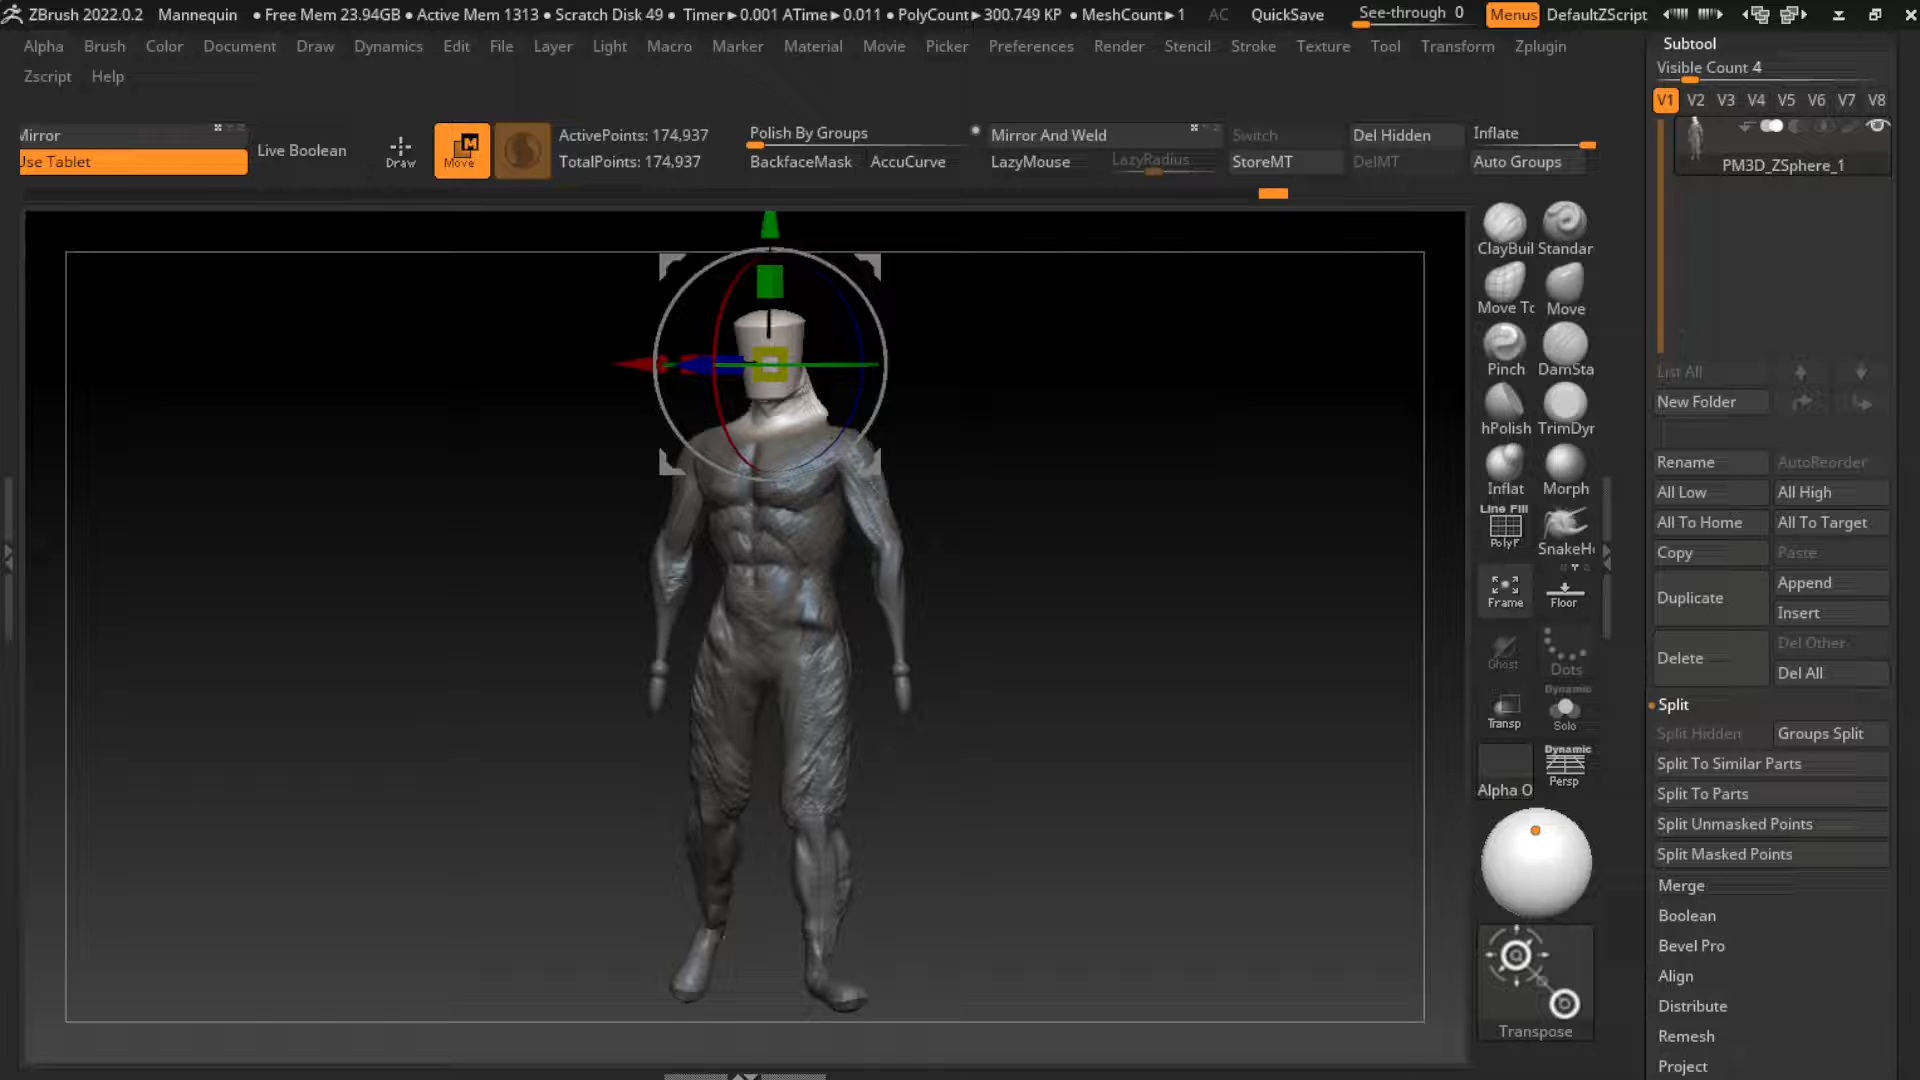 ZBrush 2022.0.2 Mannequin • Free Mem 23.94GB • Active Mem 1313 • Scratch Disk 49 • Timer▸0.001 ATime▸0.011 • PolyCount▸300.749 KP • MeshCount▸1 AC QuickSave See-through 0 Menus DefaultZScript
Alpha Brush Color Document Draw Dynamics Edit File Layer Light Macro Marker Material Movie Picker Preferences Render Stencil Stroke Texture Tool Transform Zplugin
Zscript Help
Mirror
Use Tablet
Live Boolean
Draw
Move
ActivePoints: 174,937
TotalPoints: 174,937
Polish By Groups
BackfaceMask AccuCurve
Mirror And Weld
LazyMouse LazyRadius
Switch
StoreMT
Del Hidden
DelMT
Inflate
Auto Groups
ClayBuil Standar
Move To Move
Pinch DamSta
hPolish TrimDyr
Inflat Morph
Line Fill
PolyF
SnakeHo
Frame Floor
Ghost Dots
Dynamic
Transp Solo
Dynamic
Persp
Alpha O
Transpose
Subtool
Visible Count 4
V1 V2 V3 V4 V5 V6 V7 V8
PM3D_ZSphere_1
List All
New Folder
Rename AutoReorder
All Low All High
All To Home All To Target
Copy Paste
Duplicate Append
Insert
Delete Del Other
Del All
Split
Split Hidden Groups Split
Split To Similar Parts
Split To Parts
Split Unmasked Points
Split Masked Points
Merge
Boolean
Bevel Pro
Align
Distribute
Remesh
Project